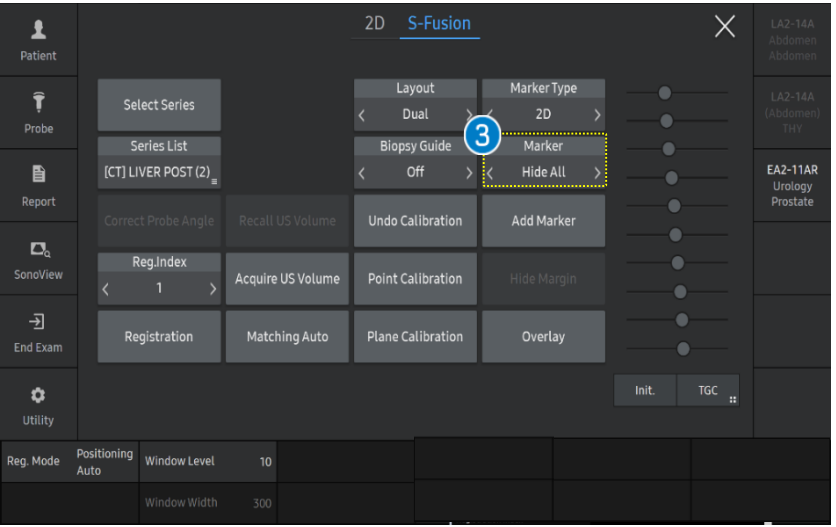 2D S-Fusion
Patient
Probe
Report
SonoView
End Exam
Utility
Select Series
Layout
Dual
Marker Type
2D
Series List
[CT] LIVER POST (2)
Biopsy Guide
Off
3
Marker
Hide All
Correct Probe Angle
Recall US Volume
Undo Calibration
Add Marker
Reg.Index
1
Acquire US Volume
Point Calibration
Hide Margin
Registration
Matching Auto
Plane Calibration
Overlay
Init.
TGC
LA2-14A
Abdomen
Abdomen
LA2-14A
(Abdomen)
THY
EA2-11AR
Urology
Prostate
Reg. Mode
Positioning
Auto
Window Level 10
Window Width 300